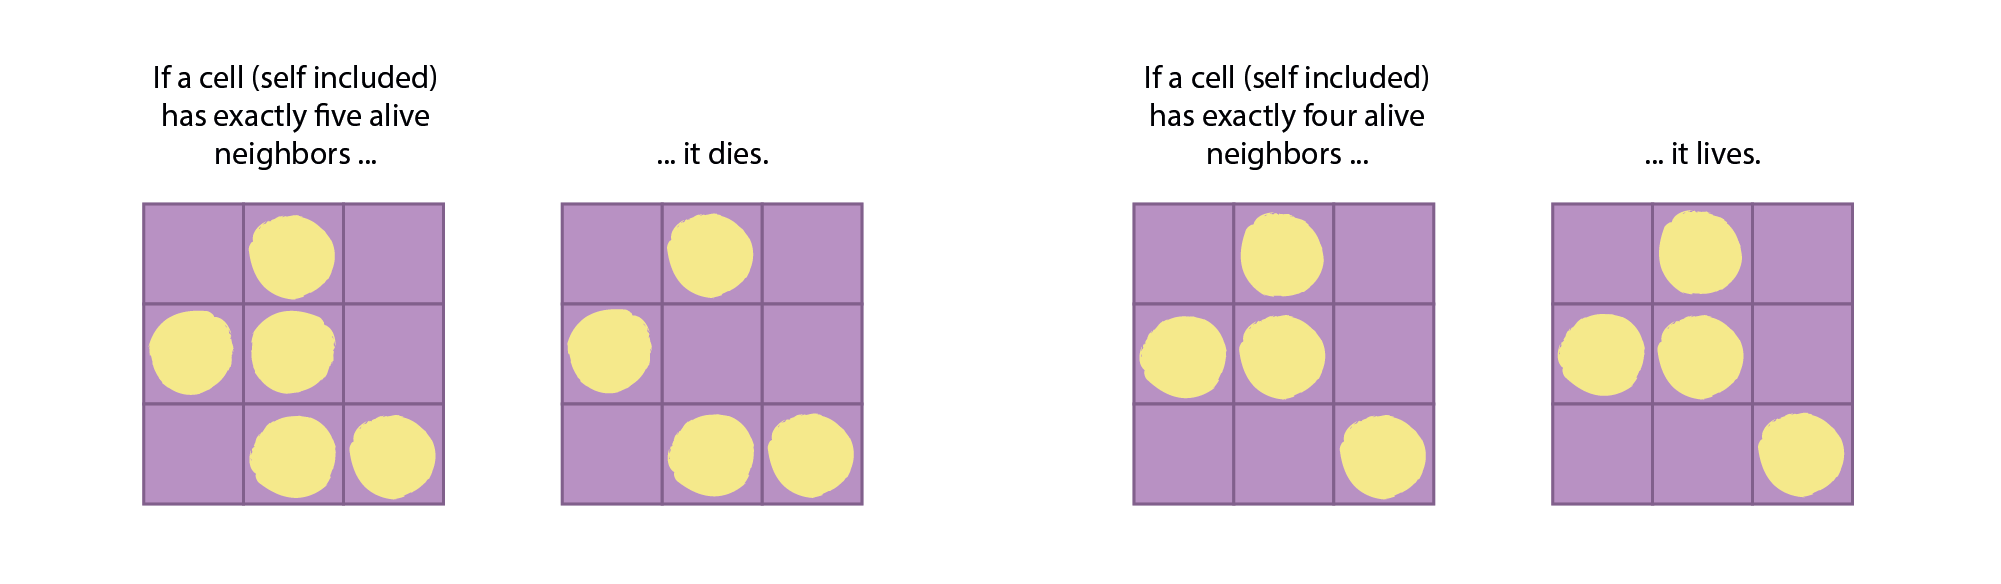 If a cell (self included)
has exactly five alive
neighbors ...
... it dies.
If a cell (self included)
has exactly four alive
neighbors ...
... it lives.